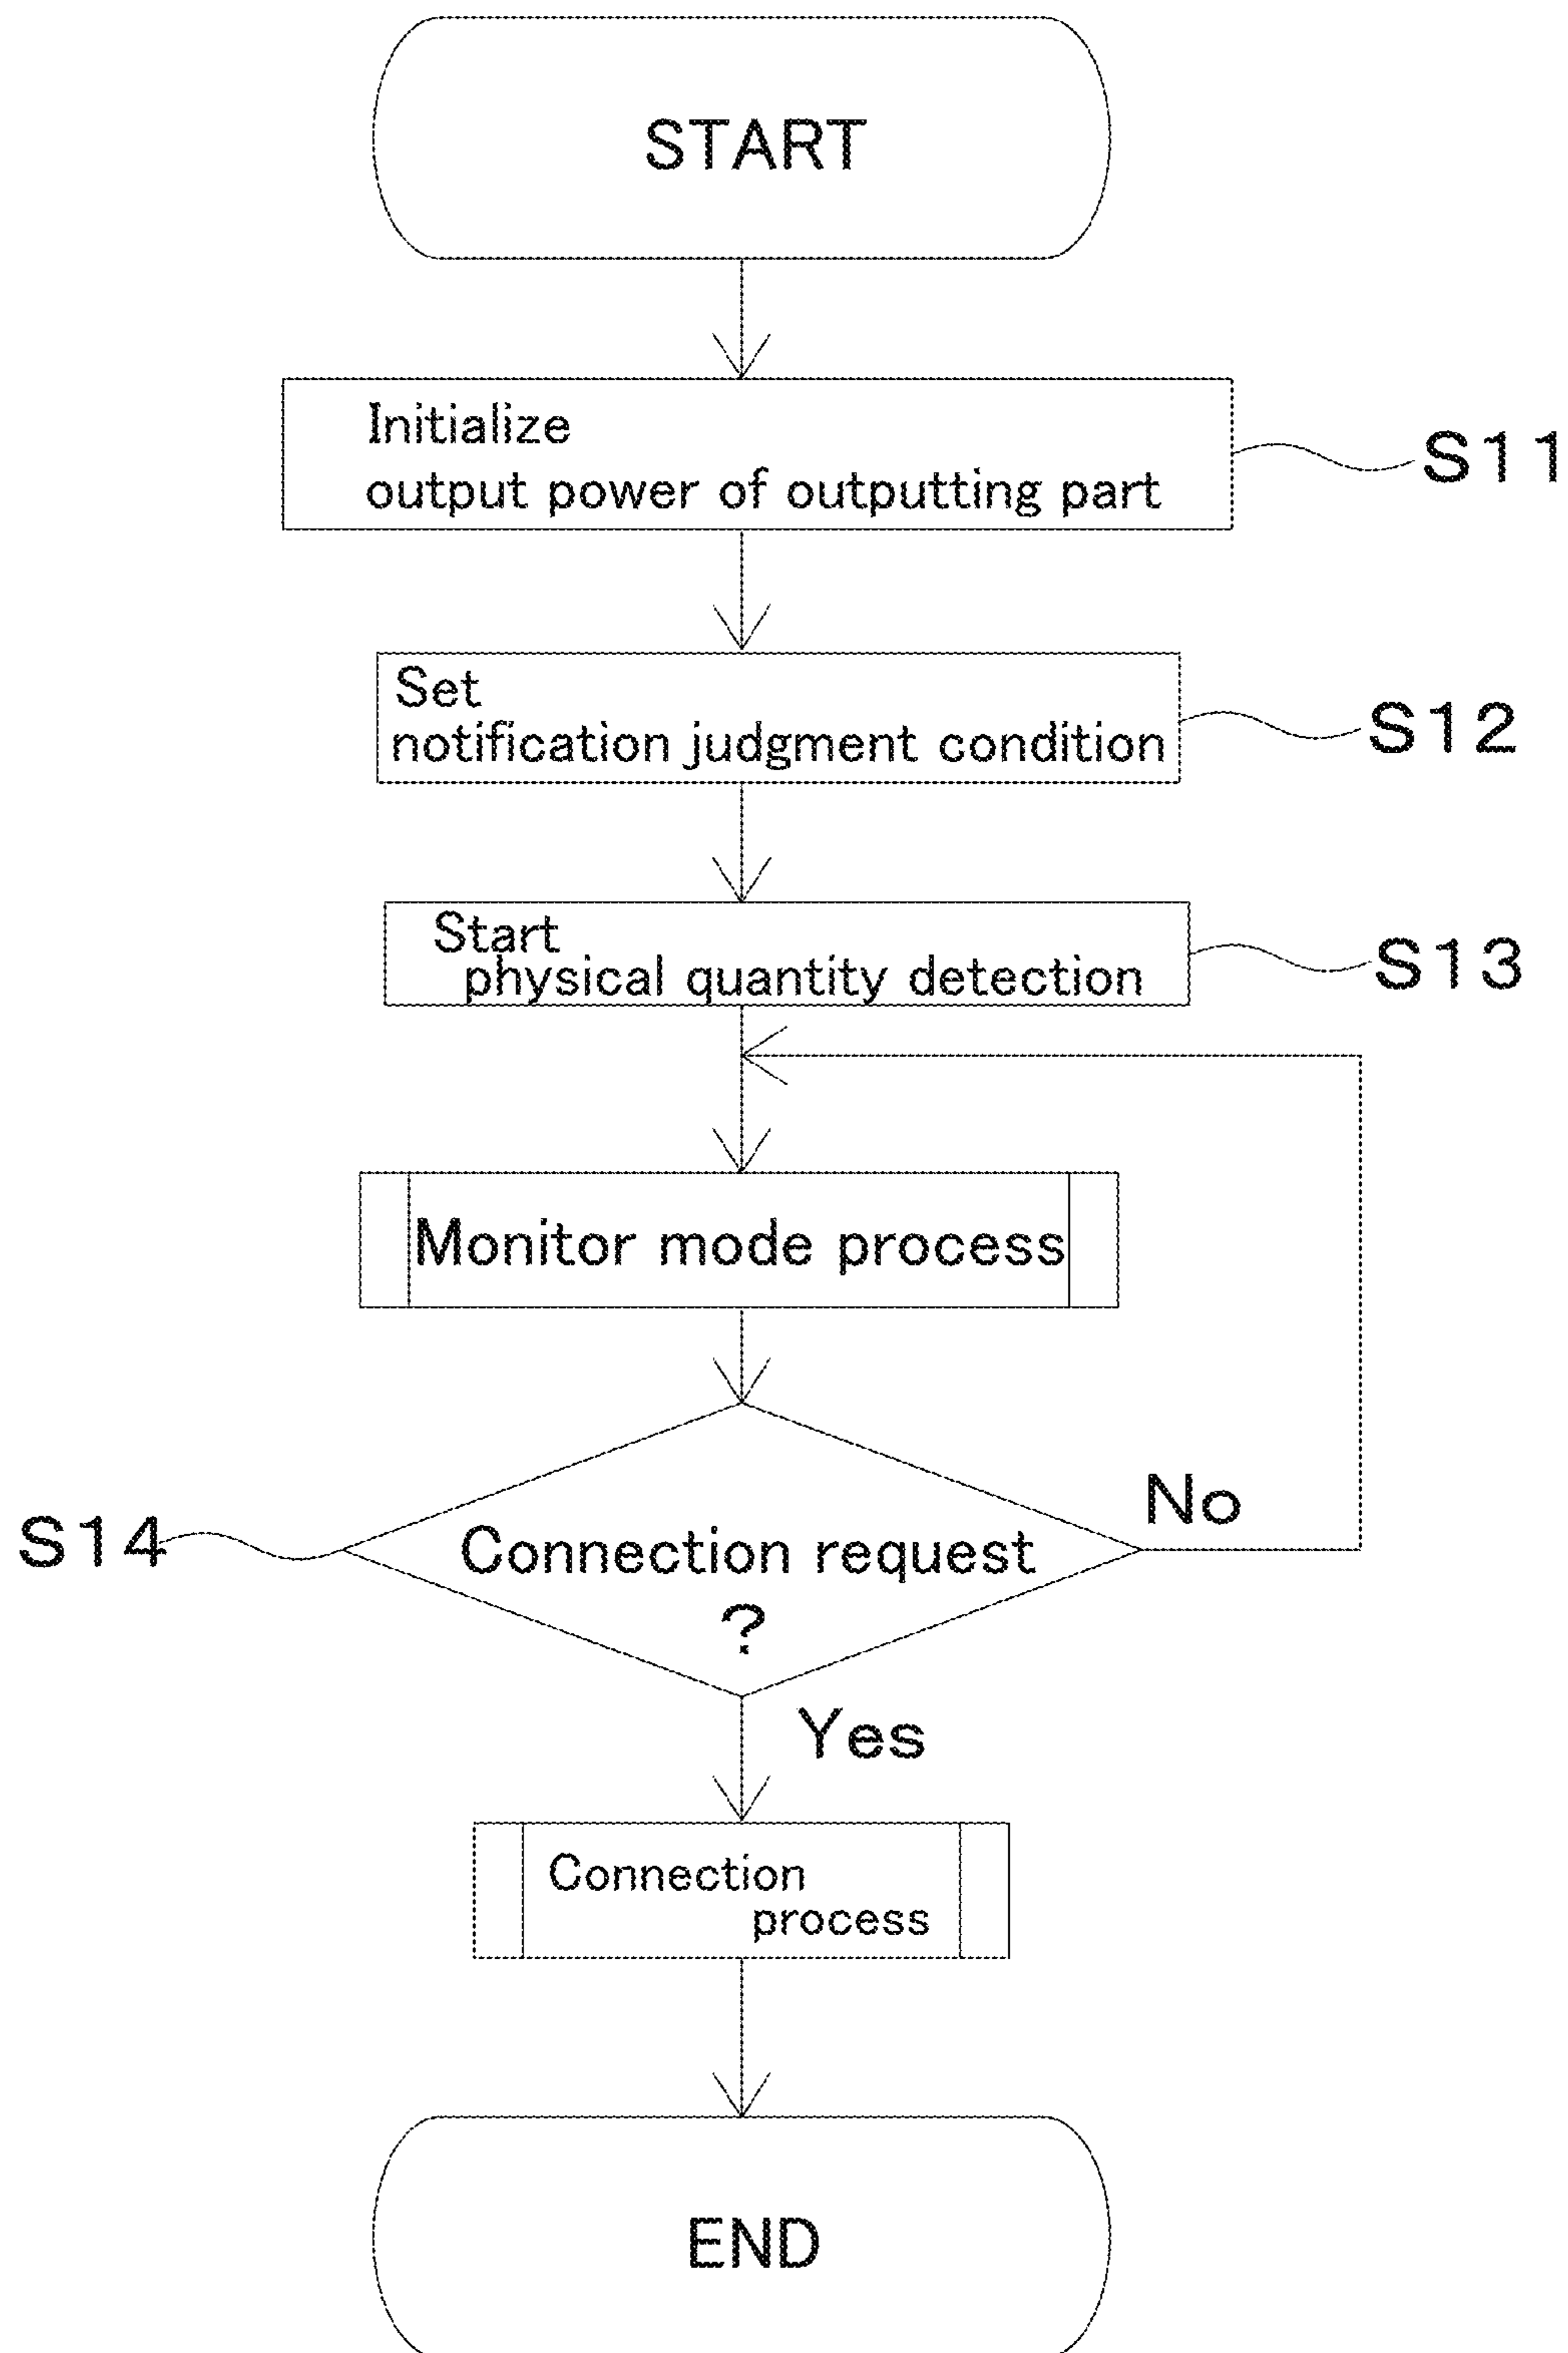 START
Initialize
output power of outputting part
S11
Set
notification judgment condition
S12
Start
physical quantity detection
S13
Monitor mode process
S14
Connection request
?
No
Yes
Connection
process
END